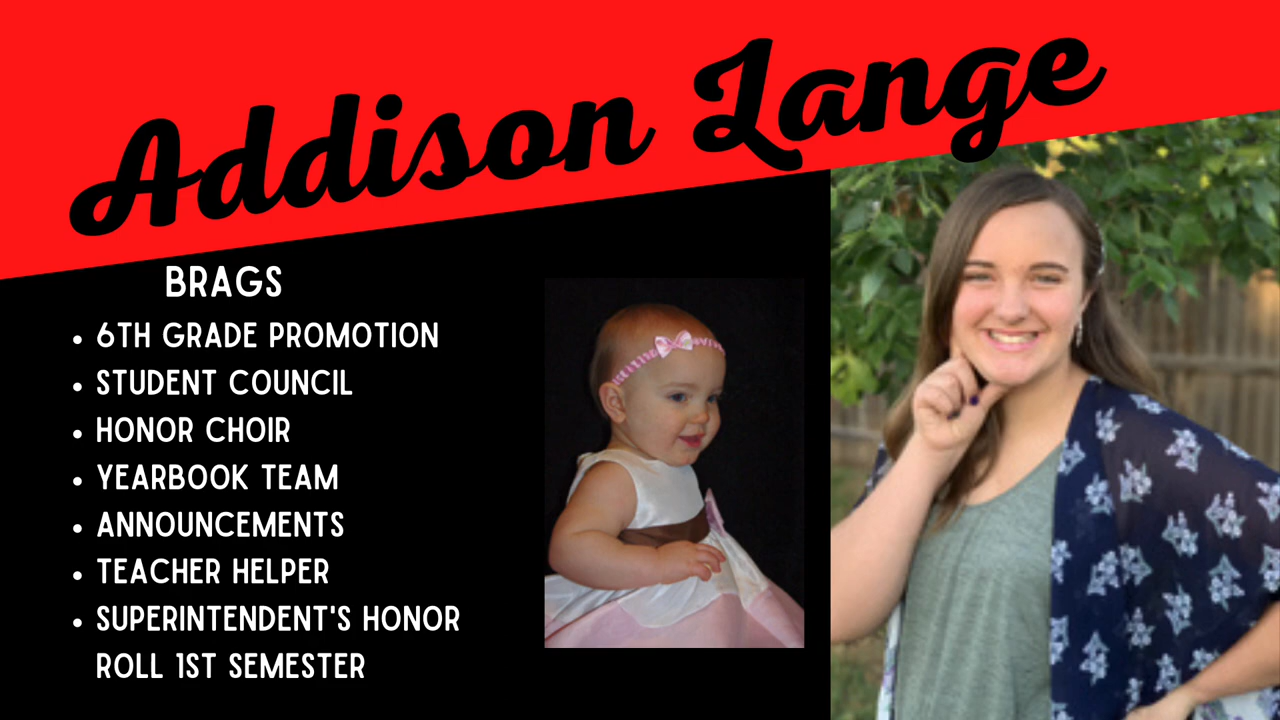 Addison Lange
BRAGS
• 6TH GRADE PROMOTION
• STUDENT COUNCIL
• HONOR CHOIR
• YEARBOOK TEAM
• ANNOUNCEMENTS
• TEACHER HELPER
• SUPERINTENDENT'S HONOR
ROLL 1ST SEMESTER